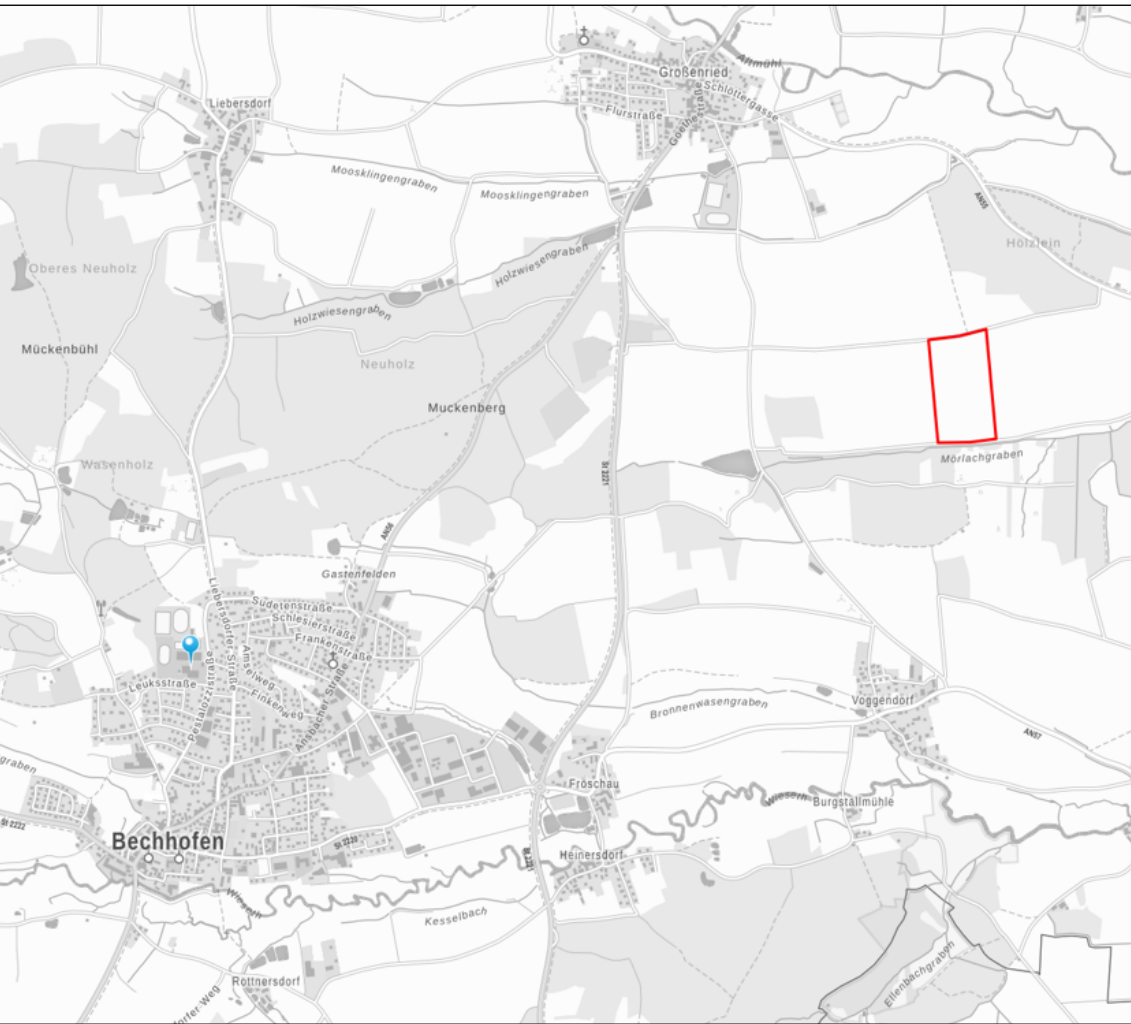 Altmühl
Großenried
Schlottergasse
Liebersdorf
Flurstraße
Goethestraße
Moosklingengraben
Moosklingengraben
AN55
Hölzlein
Holzwiesengraben
Oberes Neuholz
Holzwiesengraben
Mückenbühl
Neuholz
Muckenberg
Wasenholz
Mörlachgraben
St 2221
AN56
Gastenfelden
Liebersdorfer Straße
Sudetenstraße
Schlesierstraße
Frankenstraße
Amselweg
Leuksstraße
Pestalozzistraße
Finkenweg
Ansbacher Straße
Voggendorf
Bronnenwasengraben
AN57
graben
Fröschau
Wieseth
Burgstallmühle
St 2222
Bechhofen
St 2220
St 2221
Heinersdorf
Wieseth
Kesselbach
Rottnersdorf
Ellenbachgraben
dorfer-Weg